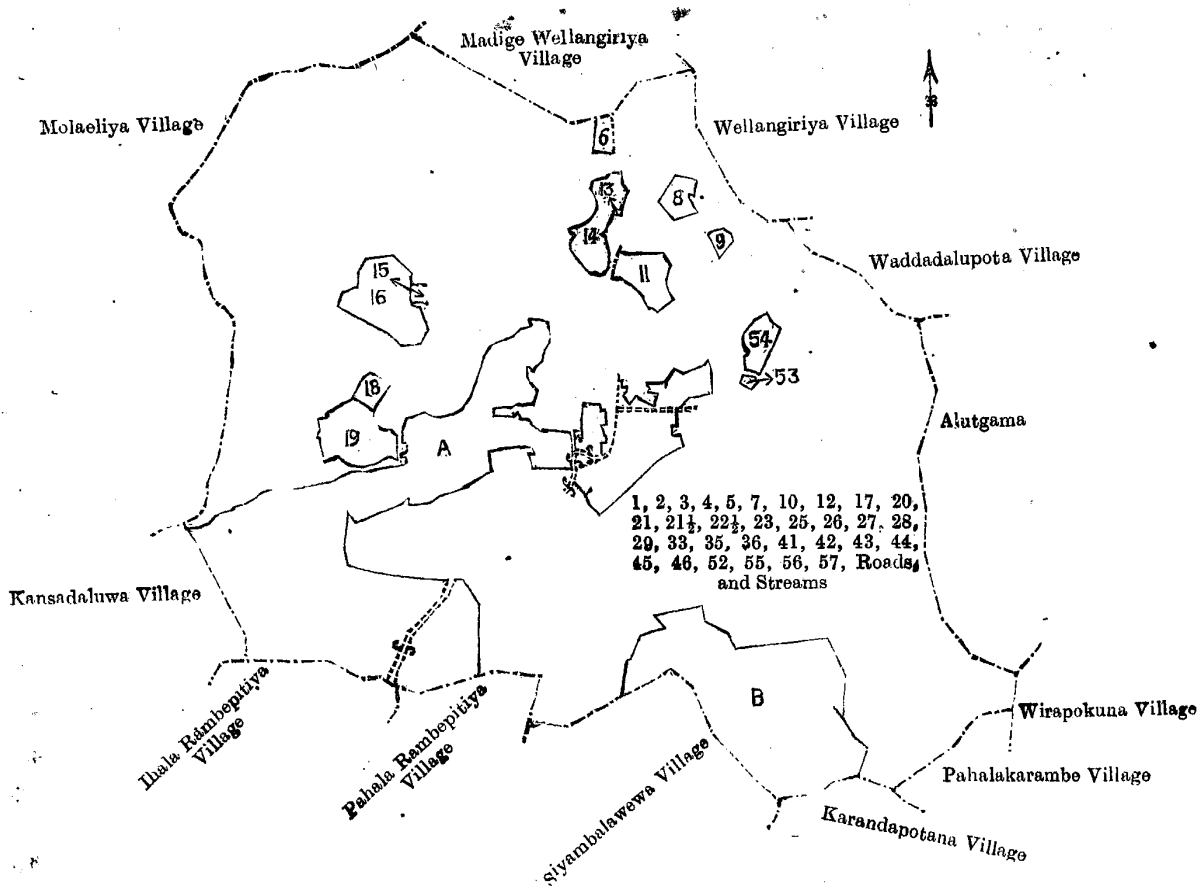 Madige Wellangiriya
Village
Molaeliya Village
Wellangiriya Village
6
13
8
14
9
11
Waddadalupota Village
15
16
54
53
18
19
A
Alutgama
1, 2, 3, 4, 5, 7, 10, 12, 17, 20,
21, 21½, 22½, 23, 25, 26, 27, 28,
29, 33, 35, 36, 41, 42, 43, 44,
45, 46, 52, 55, 56, 57, Roads,
and Streams
Kansadaluwa Village
B
Ihala Rambepitiya
Village
Pahala Rambepitiya
Village
Siyambalawewa Village
Wirapokuna Village
Pahalakarambe Village
Karandapotana Village